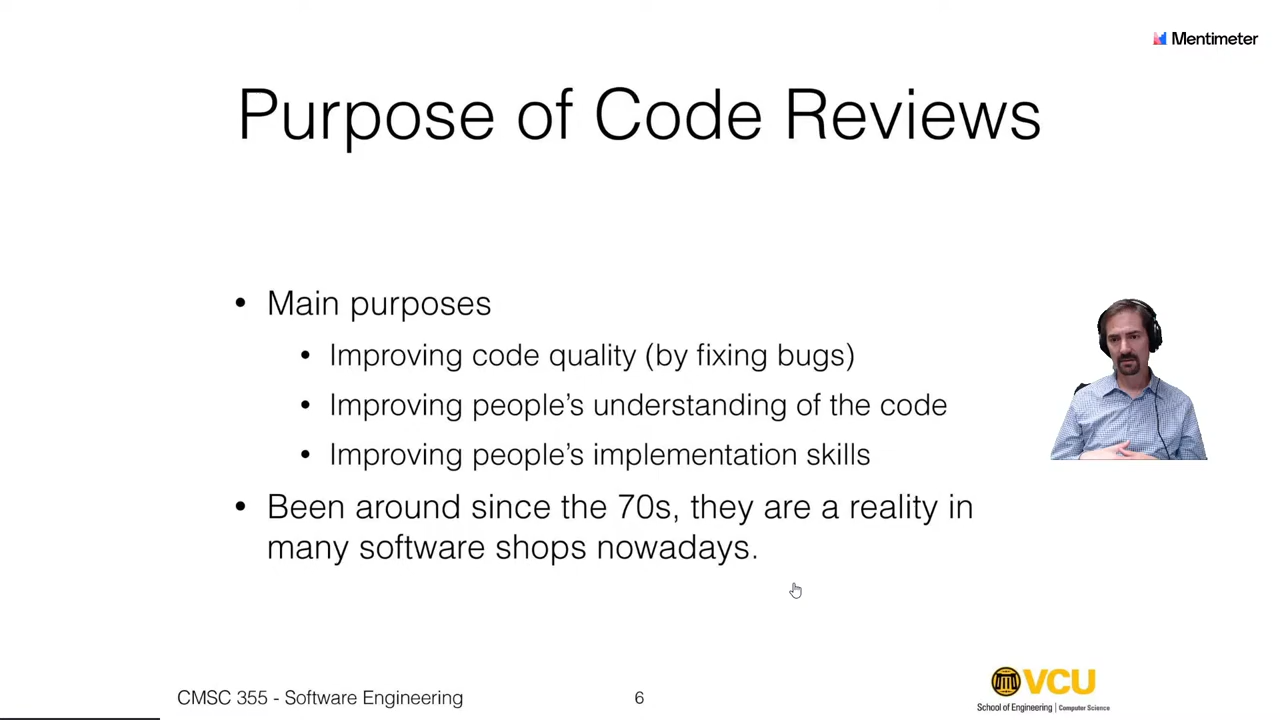 Mentimeter
Purpose of Code Reviews
• Main purposes
• Improving code quality (by fixing bugs)
• Improving people's understanding of the code
• Improving people's implementation skills
• Been around since the 70s, they are a reality in
many software shops nowadays.
CMSC 355 - Software Engineering
6
VCU
School of Engineering | Computer Science